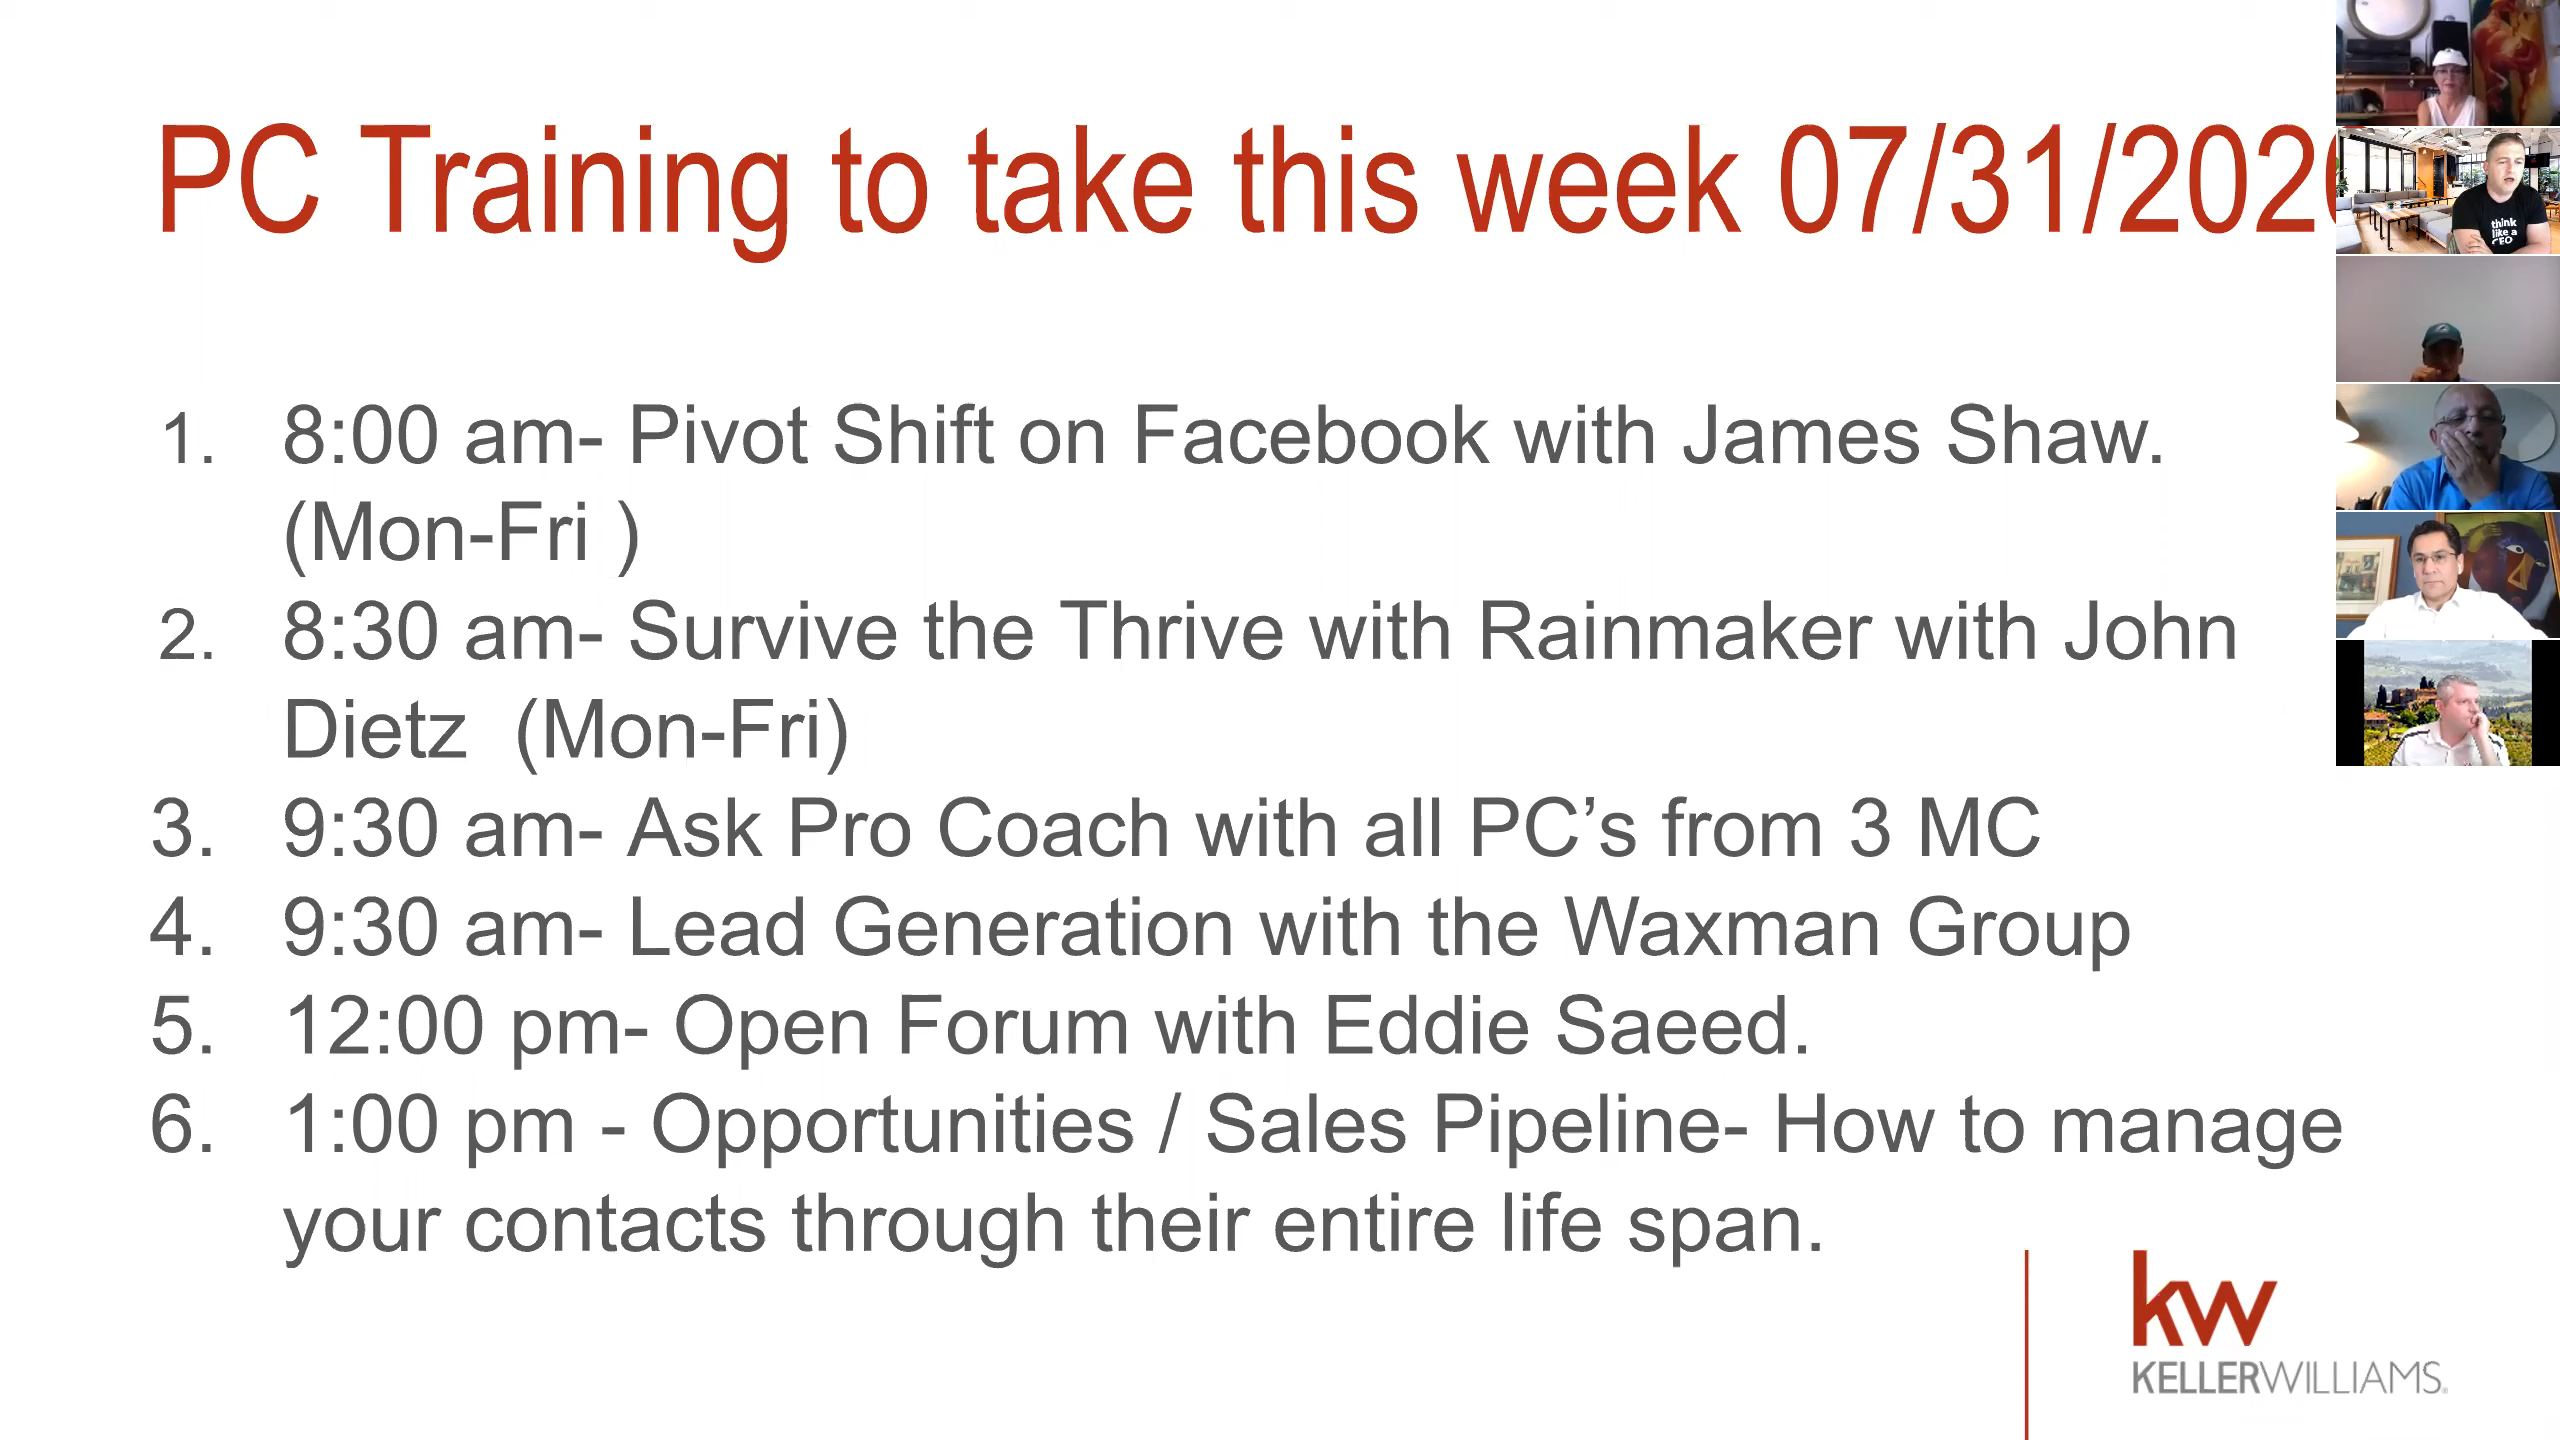 PC Training to take this week 07/31/202
1. 8:00 am- Pivot Shift on Facebook with James Shaw.
(Mon-Fri )
2. 8:30 am- Survive the Thrive with Rainmaker with John
Dietz (Mon-Fri)
3. 9:30 am- Ask Pro Coach with all PC’s from 3 MC
4. 9:30 am- Lead Generation with the Waxman Group
5. 12:00 pm- Open Forum with Eddie Saeed.
6. 1:00 pm - Opportunities / Sales Pipeline- How to manage
your contacts through their entire life span.
think
like a
CEO
kw
KELLERWILLIAMS.